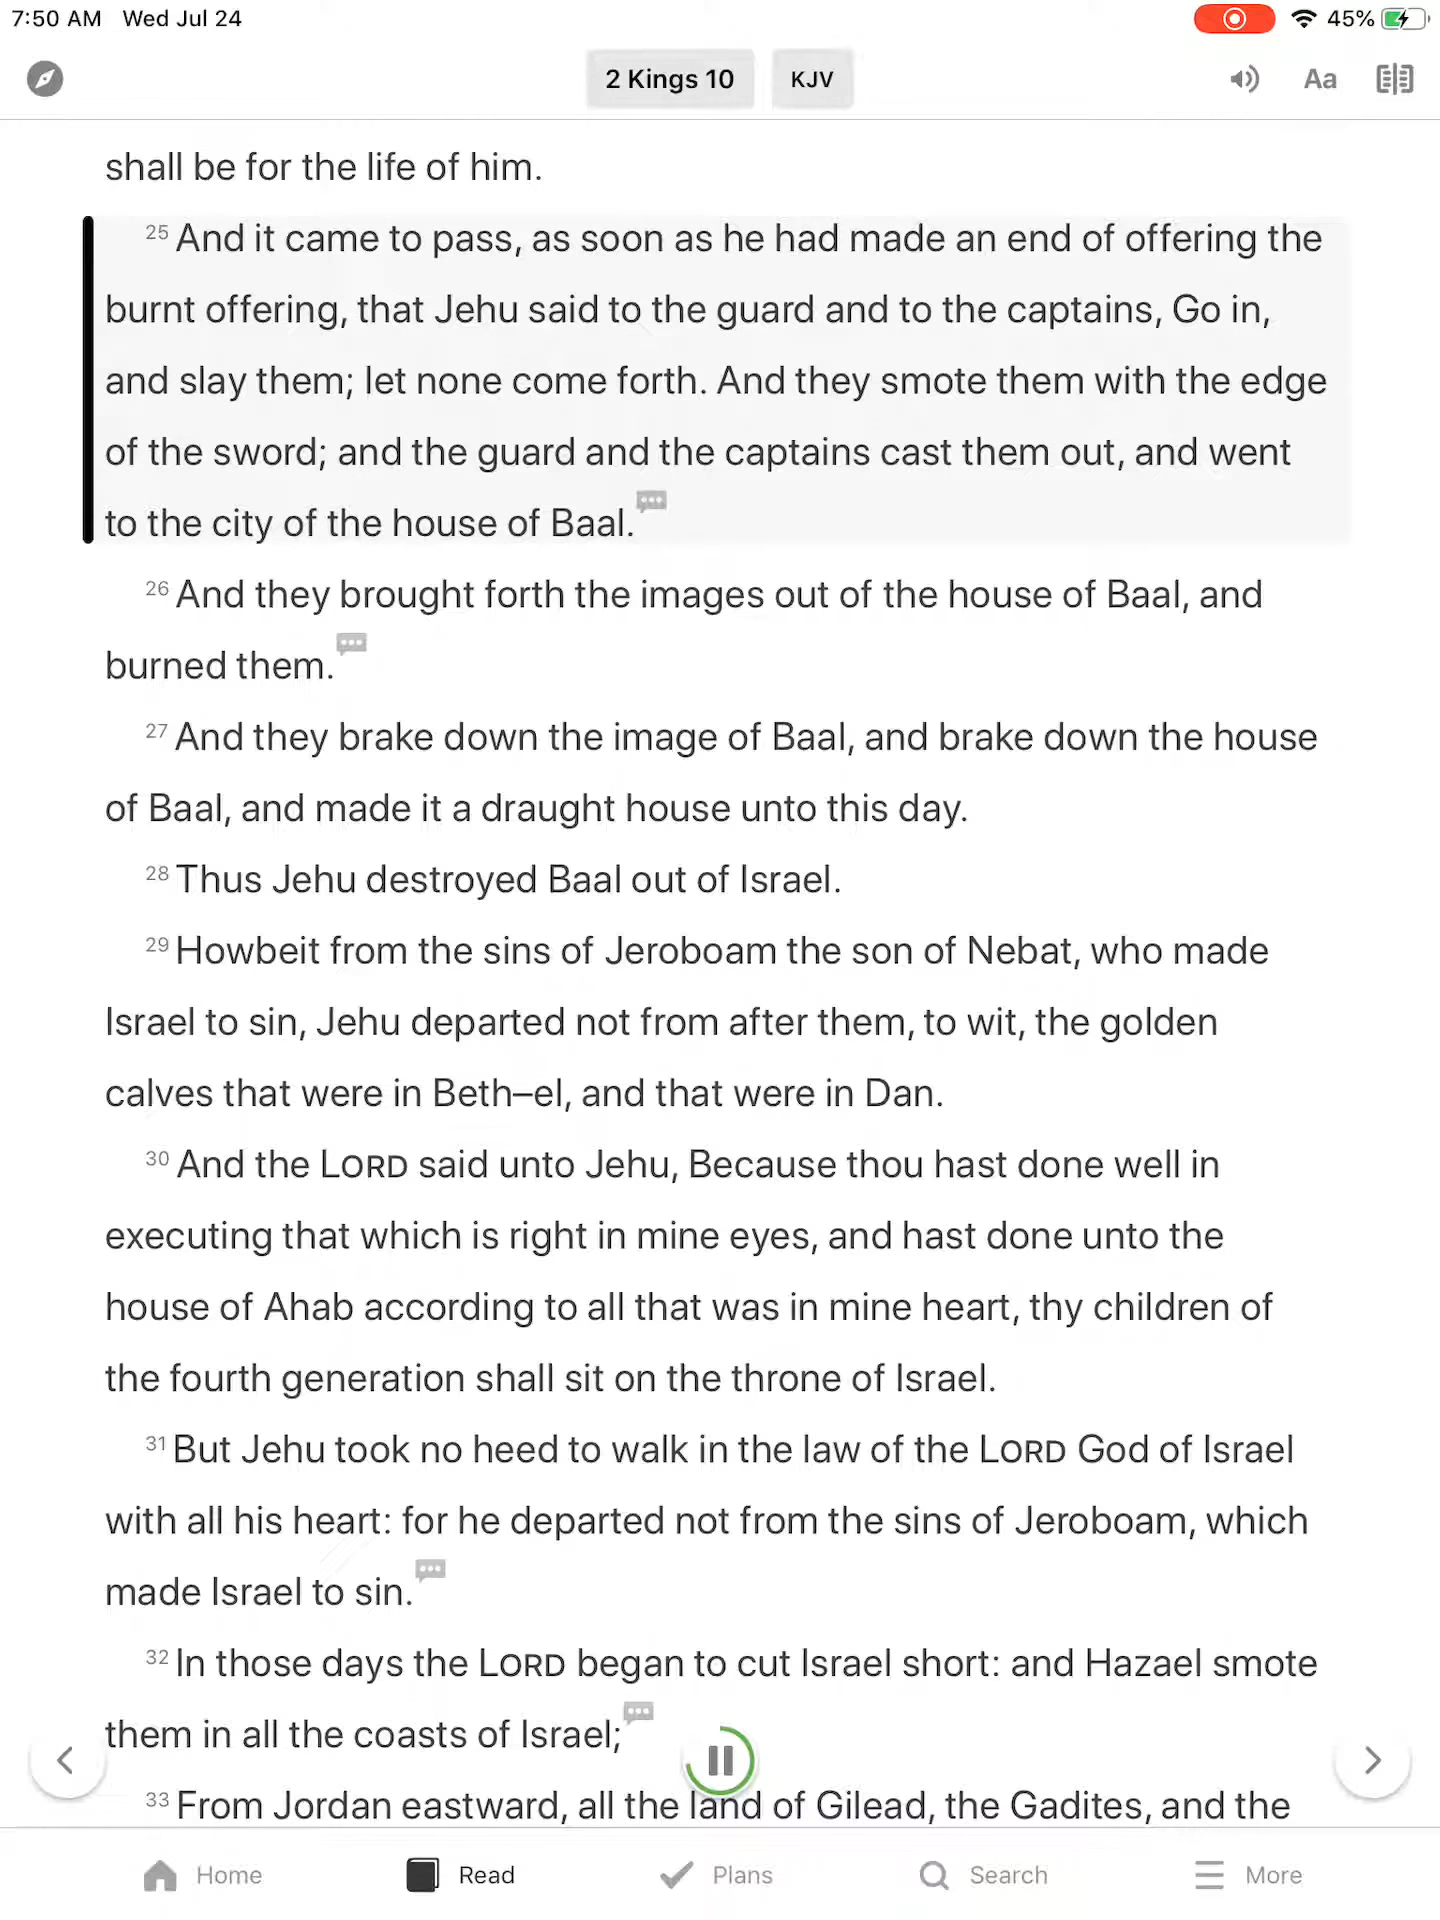 7:50 AM Wed Jul 24 45%
2 Kings 10 KJV Aa
shall be for the life of him.
25 And it came to pass, as soon as he had made an end of offering the
burnt offering, that Jehu said to the guard and to the captains, Go in,
and slay them; let none come forth. And they smote them with the edge
of the sword; and the guard and the captains cast them out, and went
to the city of the house of Baal.
26 And they brought forth the images out of the house of Baal, and
burned them.
27 And they brake down the image of Baal, and brake down the house
of Baal, and made it a draught house unto this day.
28 Thus Jehu destroyed Baal out of Israel.
29 Howbeit from the sins of Jeroboam the son of Nebat, who made
Israel to sin, Jehu departed not from after them, to wit, the golden
calves that were in Beth–el, and that were in Dan.
30 And the LORD said unto Jehu, Because thou hast done well in
executing that which is right in mine eyes, and hast done unto the
house of Ahab according to all that was in mine heart, thy children of
the fourth generation shall sit on the throne of Israel.
31 But Jehu took no heed to walk in the law of the LORD God of Israel
with all his heart: for he departed not from the sins of Jeroboam, which
made Israel to sin.
32 In those days the LORD began to cut Israel short: and Hazael smote
them in all the coasts of Israel;
33 From Jordan eastward, all the land of Gilead, the Gadites, and the
Home Read Plans Search More